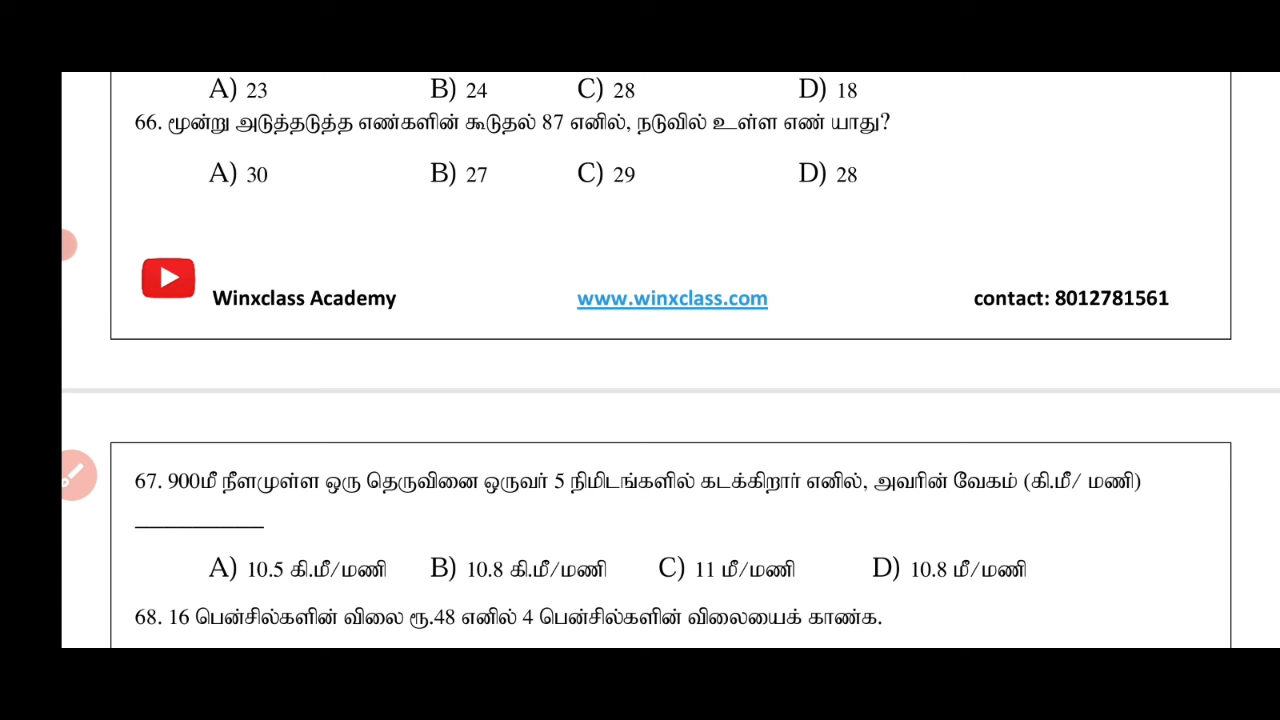 A) 23 B) 24 C) 28 D) 18
66. மூன்று அடுத்தடுத்த எண்களின் கூடுதல் 87 எனில், நடுவில் உள்ள எண் யாது?
A) 30 B) 27 C) 29 D) 28
Winxclass Academy www.winxclass.com contact: 8012781561
67. 900மீ நீளமுள்ள ஒரு தெருவினை ஒருவர் 5 நிமிடங்களில் கடக்கிறார் எனில், அவரின் வேகம் (கி.மீ/ மணி)
____________
A) 10.5 கி.மீ/மணி B) 10.8 கி.மீ/மணி C) 11 மீ/மணி D) 10.8 மீ/மணி
68. 16 பென்சில்களின் விலை ரூ.48 எனில் 4 பென்சில்களின் விலையைக் காண்க.